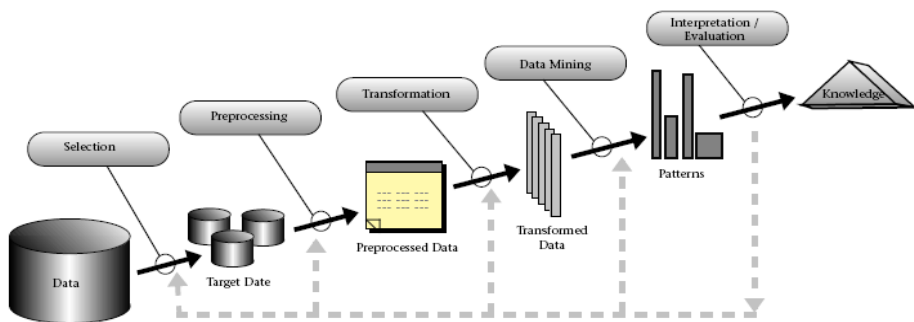 Interpretation /
Evaluation
Data Mining
Transformation
Preprocessing
Selection
Knowledge
Patterns
Transformed
Data
Preprocessed Data
Target Date
Data